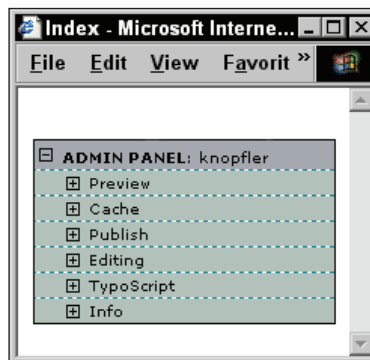 Index - Microsoft Interne...
File Edit View Favorit »
ADMIN PANEL: knopfler
Preview
Cache
Publish
Editing
TypoScript
Info